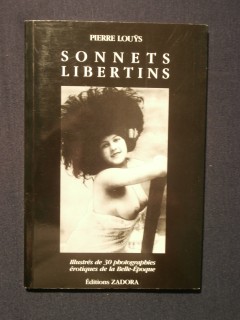 PIERRE LOUŸS
SONNETS
LIBERTINS
Illustrés de 30 photographies
érotiques de la Belle-Époque
Éditions ZADORA